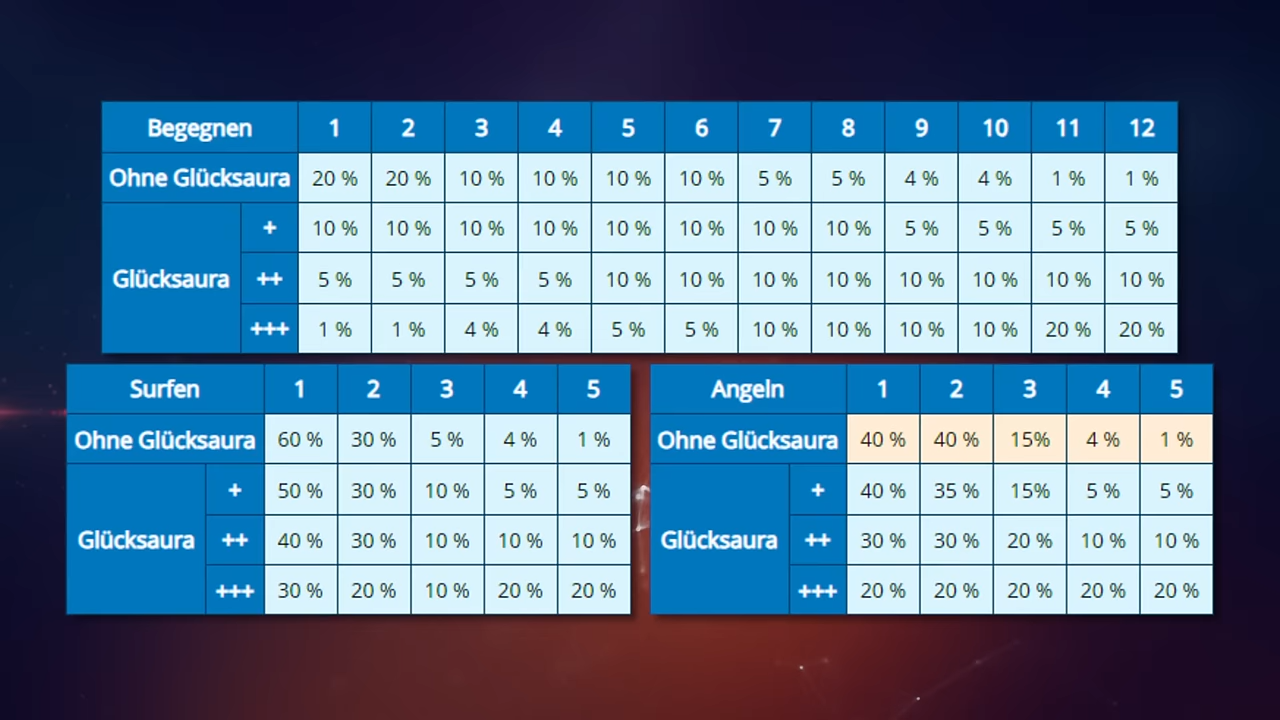 Begegnen 1 2 3 4 5 6 7 8 9 10 11 12
Ohne Glücksaura 20 % 20 % 10 % 10 % 10 % 10 % 5 % 5 % 4 % 4 % 1 % 1 %
+ 10 % 10 % 10 % 10 % 10 % 10 % 10 % 10 % 5 % 5 % 5 % 5 %
Glücksaura ++ 5 % 5 % 5 % 5 % 10 % 10 % 10 % 10 % 10 % 10 % 10 % 10 %
+++ 1 % 1 % 4 % 4 % 5 % 5 % 10 % 10 % 10 % 10 % 20 % 20 %
Surfen 1 2 3 4 5
Ohne Glücksaura 60 % 30 % 5 % 4 % 1 %
+ 50 % 30 % 10 % 5 % 5 %
Glücksaura ++ 40 % 30 % 10 % 10 % 10 %
+++ 30 % 20 % 10 % 20 % 20 %
Angeln 1 2 3 4 5
Ohne Glücksaura 40 % 40 % 15% 4 % 1 %
+ 40 % 35 % 15% 5 % 5 %
Glücksaura ++ 30 % 30 % 20 % 10 % 10 %
+++ 20 % 20 % 20 % 20 % 20 %